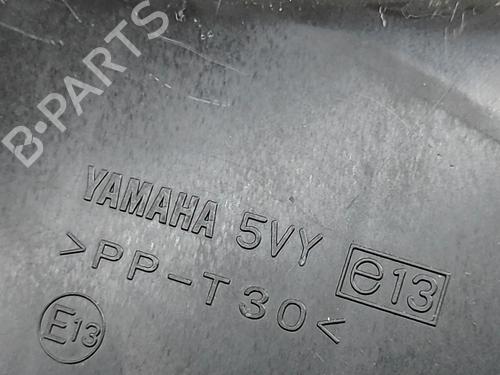 B-PARTS
YAMAHA 5VY e13
>PP-T30<
E13